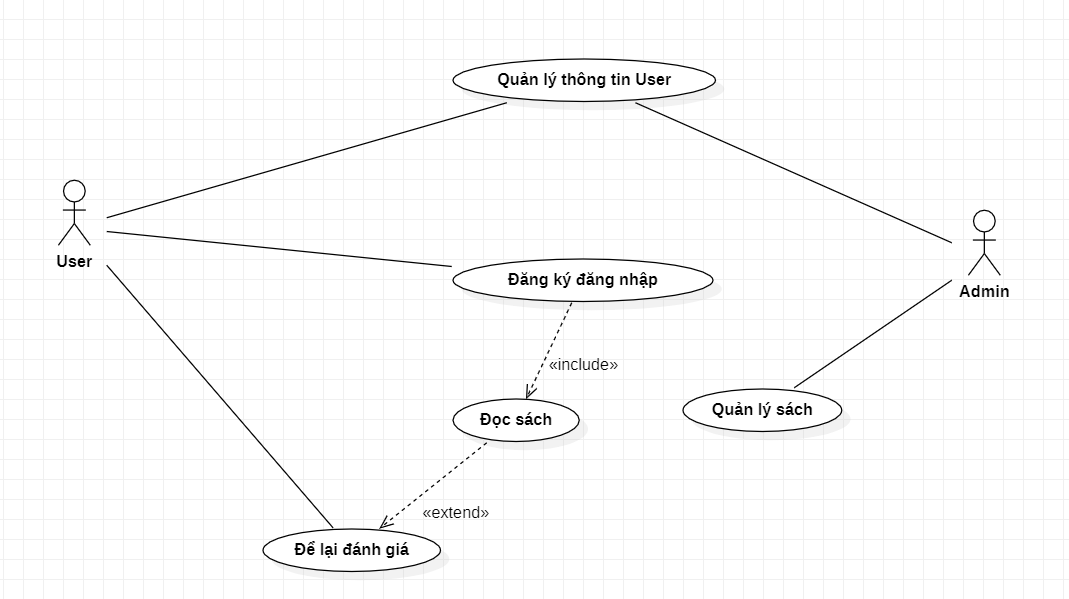 Quản lý thông tin User
User
Đăng ký đăng nhập
Admin
«include»
Đọc sách
Quản lý sách
«extend»
Để lại đánh giá